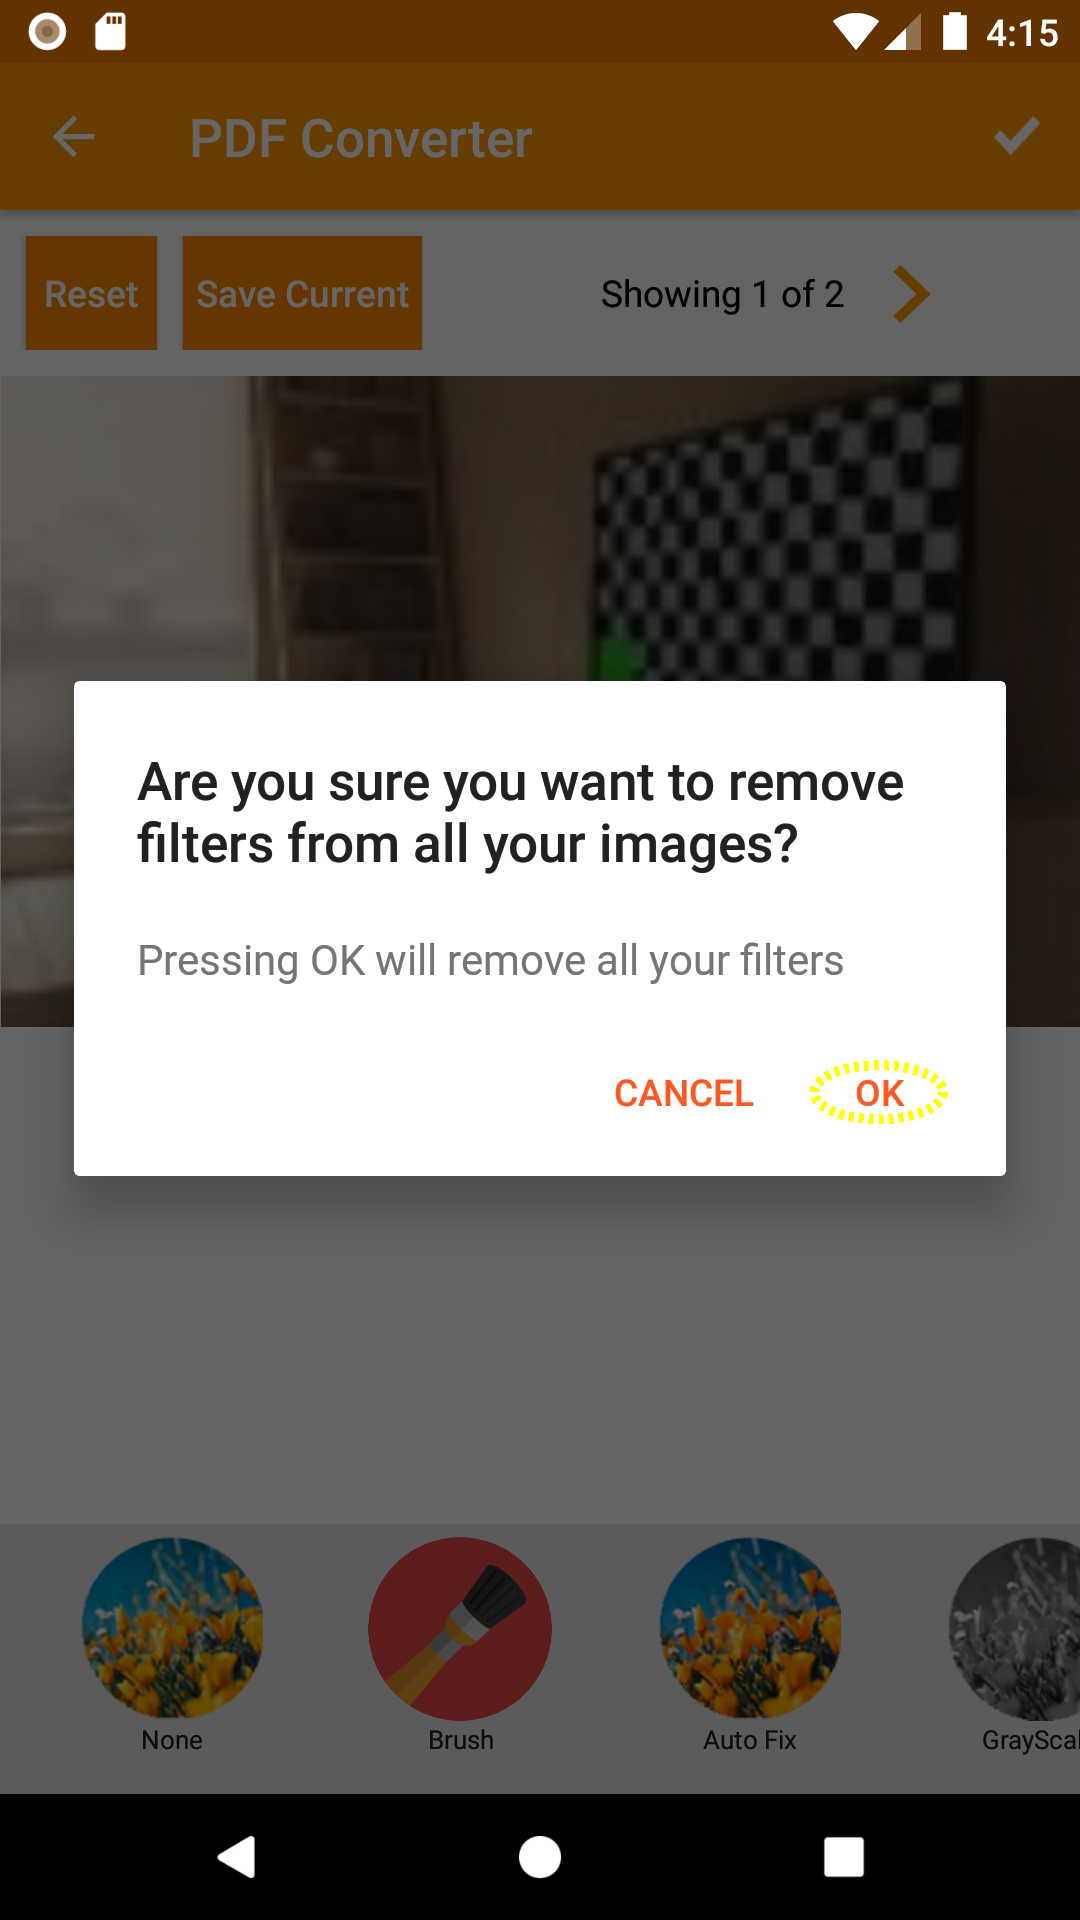 4:15
PDF Converter
Reset
Save Current
Showing 1 of 2
Are you sure you want to remove
filters from all your images?
Pressing OK will remove all your filters
CANCEL
OK
None
Brush
Auto Fix
GrayScal